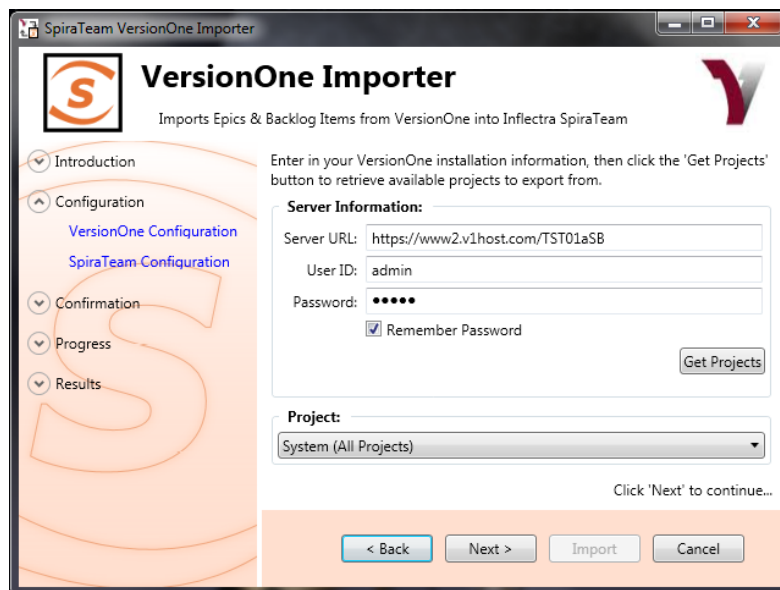 SpiraTeam VersionOne Importer
VersionOne Importer
Imports Epics & Backlog Items from VersionOne into Inflectra SpiraTeam
Introduction
Configuration
VersionOne Configuration
SpiraTeam Configuration
Confirmation
Progress
Results
Enter in your VersionOne installation information, then click the 'Get Projects'
button to retrieve available projects to export from.
Server Information:
Server URL: https://www2.v1host.com/TST01aSB
User ID: admin
Password: •••••
Remember Password
Get Projects
Project:
System (All Projects)
Click 'Next' to continue...
< Back Next > Import Cancel